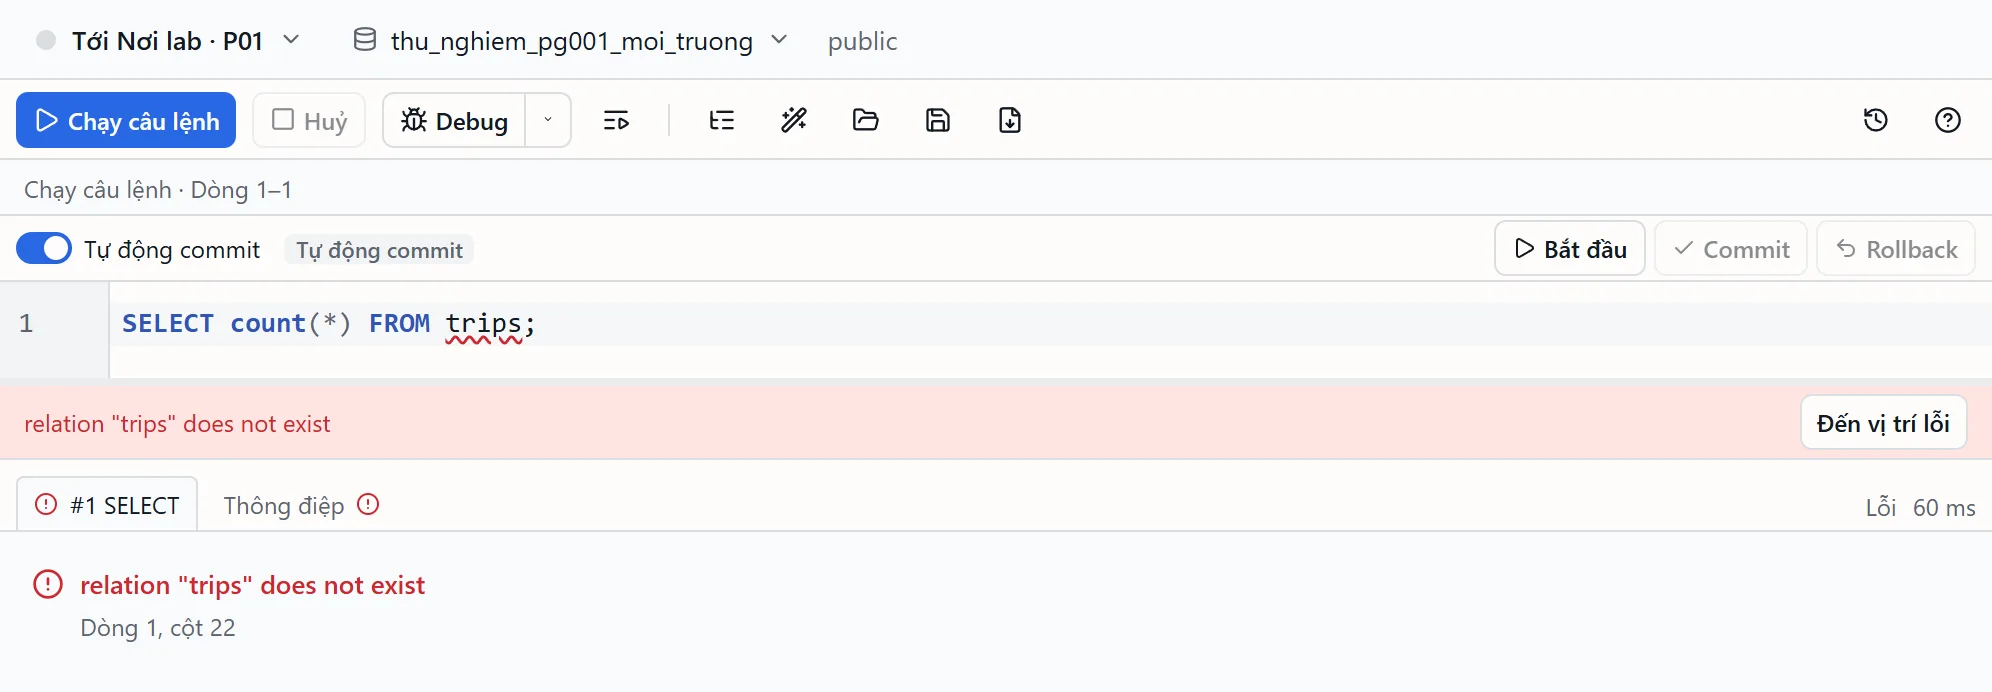 Tới Nơi lab · P01 thu_nghiem_pg001_moi_truong public
Chạy câu lệnh Huỷ Debug
Chạy câu lệnh · Dòng 1–1
Tự động commit Tự động commit Bắt đầu Commit Rollback
1 SELECT count(*) FROM trips;
relation "trips" does not exist Đến vị trí lỗi
#1 SELECT Thông điệp Lỗi 60 ms
relation "trips" does not exist
Dòng 1, cột 22